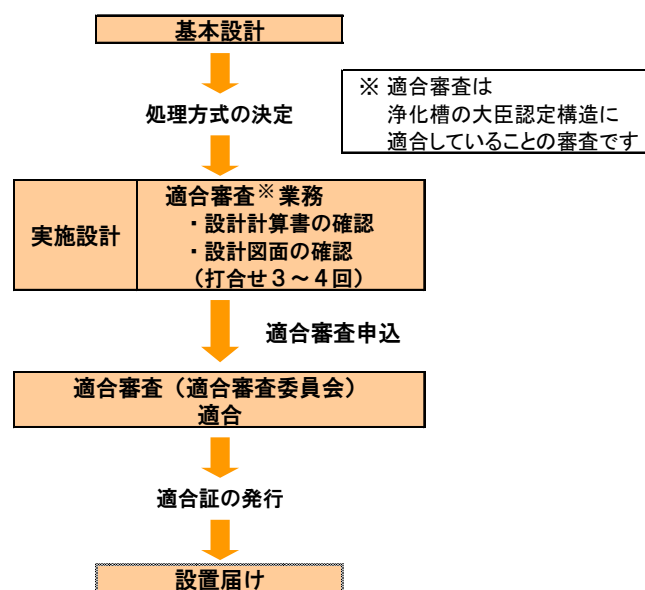 基本設計
処理方式の決定
※ 適合審査は
浄化槽の大臣認定構造に
適合していることの審査です
実施設計
適合審査※業務
・設計計算書の確認
・設計図面の確認
（打合せ３～４回）
適合審査申込
適合審査（適合審査委員会）
適合
適合証の発行
設置届け